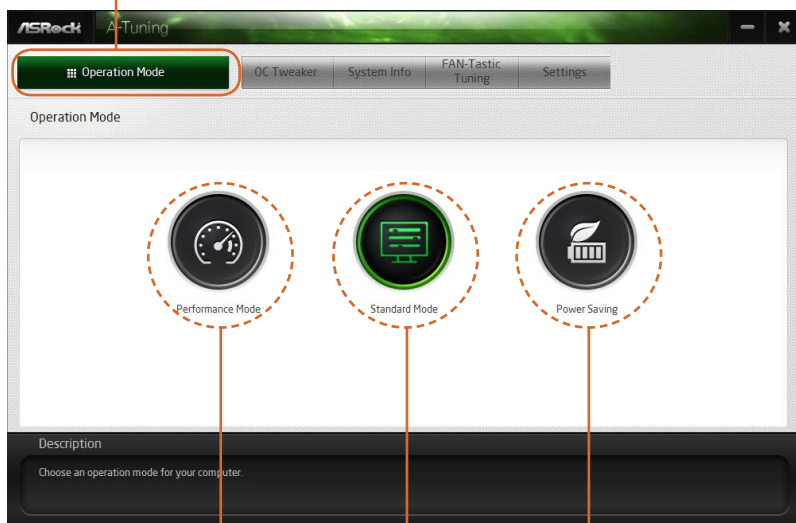 ASRock A-Tuning
Operation Mode
OC Tweaker
System Info
FAN-Tastic
Tuning
Settings
Operation Mode
Performance Mode
Standard Mode
Power Saving
Description
Choose an operation mode for your computer.